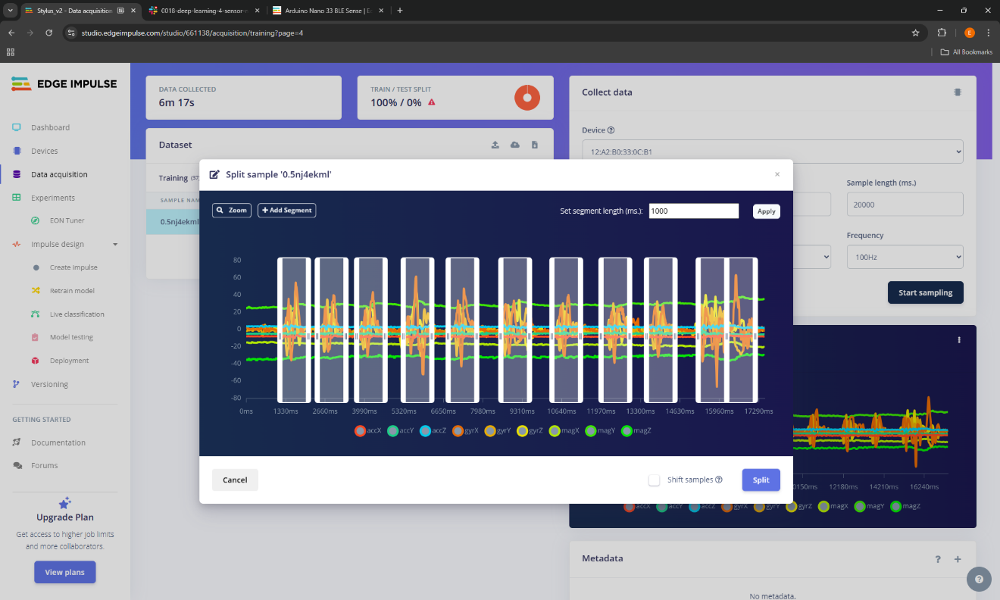 Stylus_v2 - Data acquisition
0018-deep-learning-4-sensor-
Arduino Nano 33 BLE Sense | E
studio.edgeimpulse.com/studio/661138/acquisition/training?page=4
E
All Bookmarks
EDGE IMPULSE
Dashboard
Devices
Data acquisition
Experiments
EON Tuner
Impulse design
Create impulse
Retrain model
Live classification
Model testing
Deployment
Versioning
GETTING STARTED
Documentation
Forums
Upgrade Plan
Get access to higher job limits
and more collaborators.
View plans
DATA COLLECTED
6m 17s
TRAIN / TEST SPLIT
100% / 0%
Dataset
Training (37
SAMPLE NAM
0.5nj4ekml
Collect data
Device
12:A2:B0:33:0C:B1
Sample length (ms.)
20000
Frequency
100Hz
Start sampling
Split sample '0.5nj4ekml'
×
Zoom
+ Add Segment
Set segment length (ms.):
1000
Apply
80
60
40
20
0
-20
-40
-60
-80
0ms 1330ms 2660ms 3990ms 5320ms 6650ms 7980ms 9310ms 10640ms 11970ms 13300ms 14630ms 15960ms 17290ms
accX accY accZ gyrX gyrY gyrZ magX magY magZ
Cancel
Shift samples
Split
0150ms 12180ms 14210ms 16240ms
accX accY accZ gyrX gyrY gyrZ magX magY magZ
Metadata
? +
No metadata.